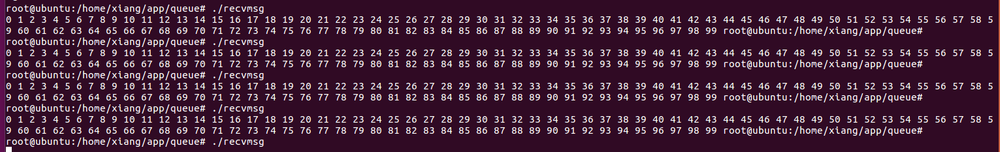 root@ubuntu:/home/xiang/app/queue# ./recvmsg
0 1 2 3 4 5 6 7 8 9 10 11 12 13 14 15 16 17 18 19 20 21 22 23 24 25 26 27 28 29 30 31 32 33 34 35 36 37 38 39 40 41 42 43 44 45 46 47 48 49 50 51 52 53 54 55 56 57 58 5
9 60 61 62 63 64 65 66 67 68 69 70 71 72 73 74 75 76 77 78 79 80 81 82 83 84 85 86 87 88 89 90 91 92 93 94 95 96 97 98 99 root@ubuntu:/home/xiang/app/queue#
root@ubuntu:/home/xiang/app/queue# ./recvmsg
0 1 2 3 4 5 6 7 8 9 10 11 12 13 14 15 16 17 18 19 20 21 22 23 24 25 26 27 28 29 30 31 32 33 34 35 36 37 38 39 40 41 42 43 44 45 46 47 48 49 50 51 52 53 54 55 56 57 58 5
9 60 61 62 63 64 65 66 67 68 69 70 71 72 73 74 75 76 77 78 79 80 81 82 83 84 85 86 87 88 89 90 91 92 93 94 95 96 97 98 99 root@ubuntu:/home/xiang/app/queue#
root@ubuntu:/home/xiang/app/queue# ./recvmsg
0 1 2 3 4 5 6 7 8 9 10 11 12 13 14 15 16 17 18 19 20 21 22 23 24 25 26 27 28 29 30 31 32 33 34 35 36 37 38 39 40 41 42 43 44 45 46 47 48 49 50 51 52 53 54 55 56 57 58 5
9 60 61 62 63 64 65 66 67 68 69 70 71 72 73 74 75 76 77 78 79 80 81 82 83 84 85 86 87 88 89 90 91 92 93 94 95 96 97 98 99 root@ubuntu:/home/xiang/app/queue#
root@ubuntu:/home/xiang/app/queue# ./recvmsg
0 1 2 3 4 5 6 7 8 9 10 11 12 13 14 15 16 17 18 19 20 21 22 23 24 25 26 27 28 29 30 31 32 33 34 35 36 37 38 39 40 41 42 43 44 45 46 47 48 49 50 51 52 53 54 55 56 57 58 5
9 60 61 62 63 64 65 66 67 68 69 70 71 72 73 74 75 76 77 78 79 80 81 82 83 84 85 86 87 88 89 90 91 92 93 94 95 96 97 98 99 root@ubuntu:/home/xiang/app/queue#
root@ubuntu:/home/xiang/app/queue# ./recvmsg